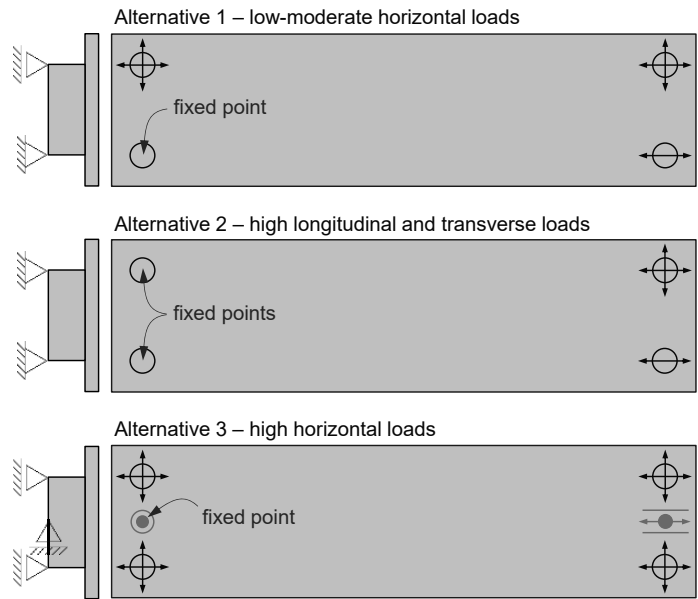 Alternative 1 – low-moderate horizontal loads
fixed point
Alternative 2 – high longitudinal and transverse loads
fixed points
Alternative 3 – high horizontal loads
fixed point